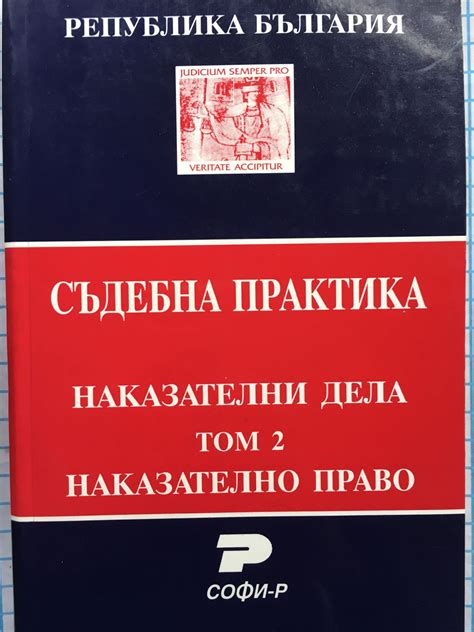 РЕПУБЛИКА БЪЛГАРИЯ
JUDICIUM SEMPER PRO
VERITATE ACCIPITUR
СЪДЕБНА ПРАКТИКА
НАКАЗАТЕЛНИ ДЕЛА
ТОМ 2
НАКАЗАТЕЛНО ПРАВО
СОФИ-Р